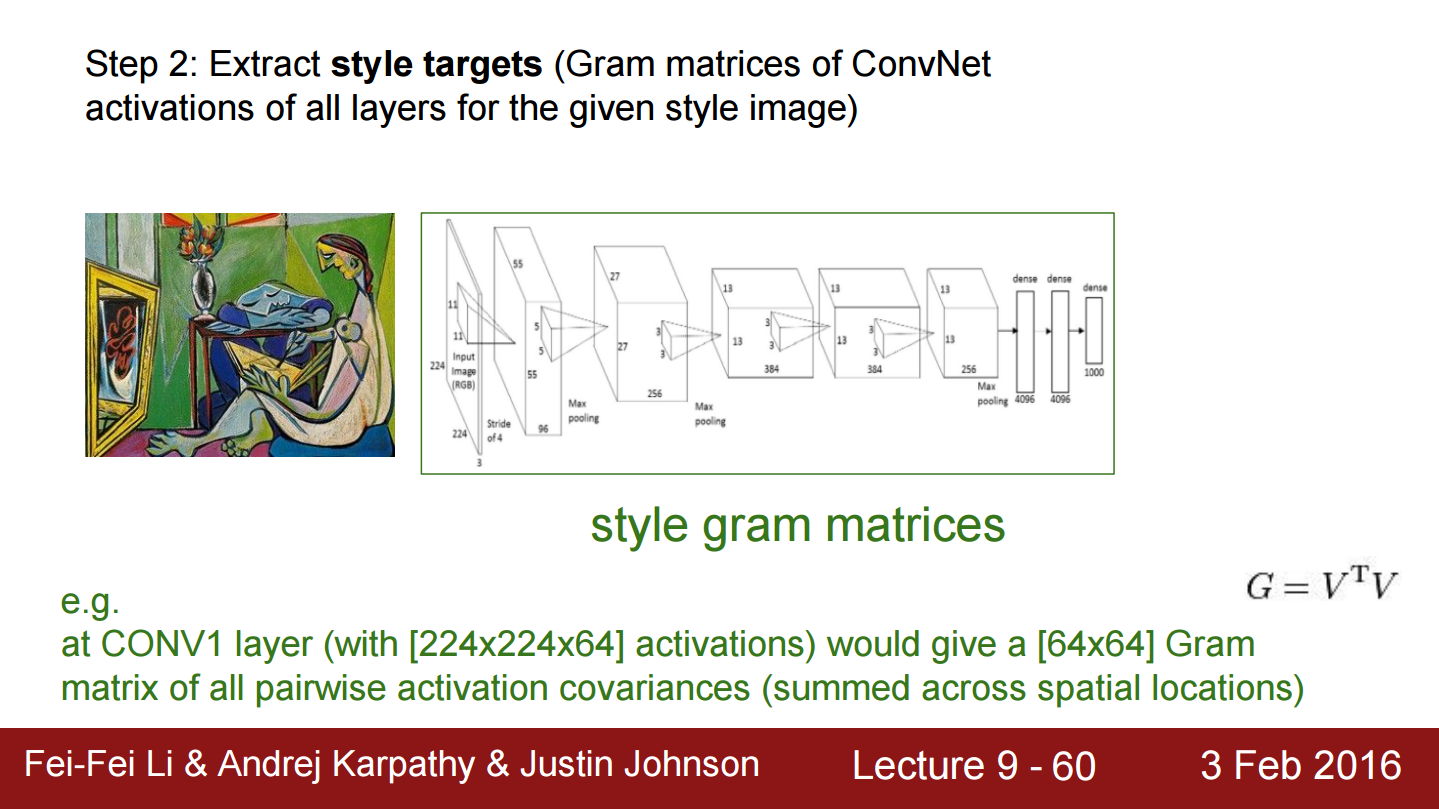 Step 2: Extract style targets (Gram matrices of ConvNet
activations of all layers for the given style image)
224
224
3
11
11
Input
Image
(RGB)
Stride
of 4
55
55
96
5
5
Max
pooling
27
27
256
3
3
Max
pooling
13
13
384
3
3
13
13
384
3
3
13
13
256
Max
pooling
dense
4096
dense
4096
dense
1000
style gram matrices
G = VᵀV
e.g.
at CONV1 layer (with [224x224x64] activations) would give a [64x64] Gram
matrix of all pairwise activation covariances (summed across spatial locations)
Fei-Fei Li & Andrej Karpathy & Justin Johnson
Lecture 9 - 60
3 Feb 2016